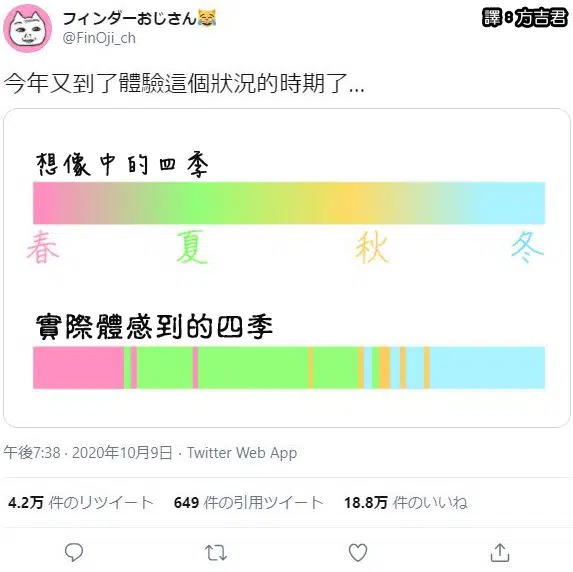 フィンダーおじさん😹
譯:方吉君
@FinOji_ch
今年又到了體驗這個狀況的時期了...
想像中的四季
春 夏 秋 冬
實際體感到的四季
午後7:38 · 2020年10月9日 · Twitter Web App
4.2万 件のリツイート 649 件の引用ツイート 18.8万 件のいいね